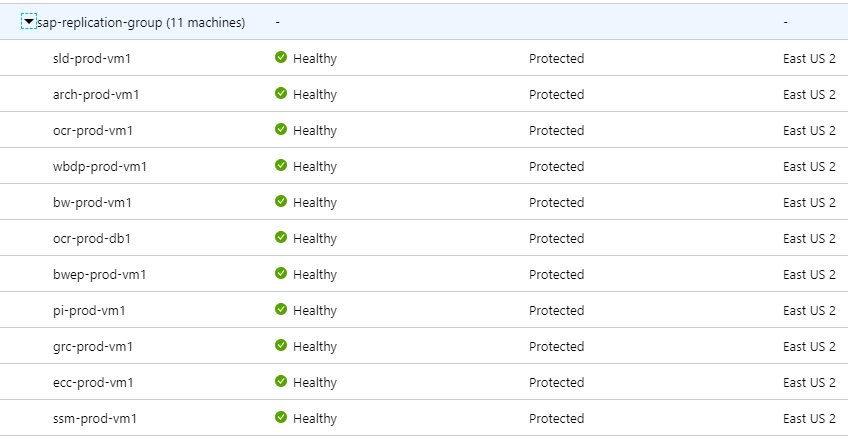 sap-replication-group (11 machines) - -
sld-prod-vm1 Healthy Protected East US 2
arch-prod-vm1 Healthy Protected East US 2
ocr-prod-vm1 Healthy Protected East US 2
wbdp-prod-vm1 Healthy Protected East US 2
bw-prod-vm1 Healthy Protected East US 2
ocr-prod-db1 Healthy Protected East US 2
bwep-prod-vm1 Healthy Protected East US 2
pi-prod-vm1 Healthy Protected East US 2
grc-prod-vm1 Healthy Protected East US 2
ecc-prod-vm1 Healthy Protected East US 2
ssm-prod-vm1 Healthy Protected East US 2